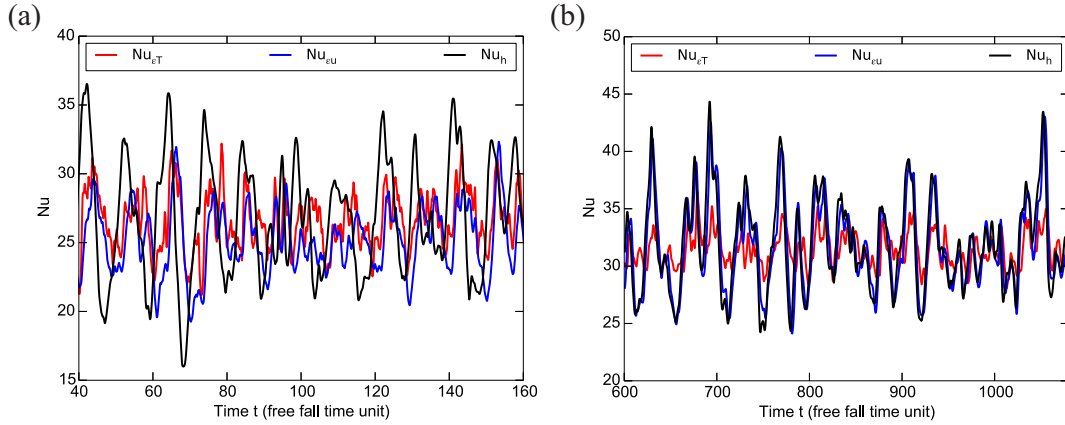 (a)
40
35
30
25
20
15
Nu
Nu_εT Nu_εu Nu_h
40 60 80 100 120 140 160
Time t (free fall time unit)
(b)
50
45
40
35
30
25
20
Nu
Nu_εT Nu_εu Nu_h
600 700 800 900 1000
Time t (free fall time unit)